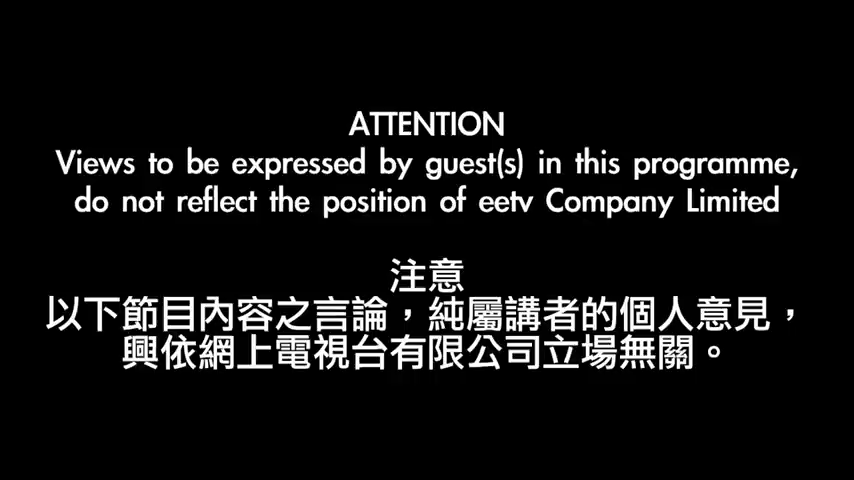 ATTENTION
Views to be expressed by guest(s) in this programme,
do not reflect the position of eetv Company Limited
注意
以下節目內容之言論，純屬講者的個人意見，
興依網上電視台有限公司立場無關。